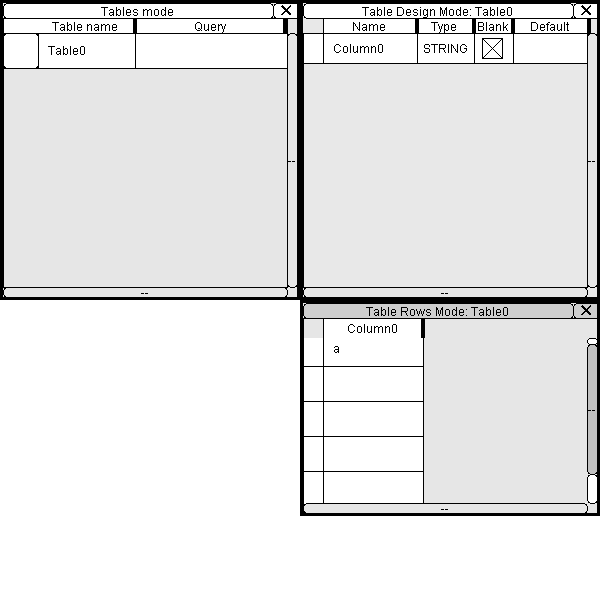 Tables mode
Table name Query
Table0
--
--
Table Design Mode: Table0
Name Type Blank Default
Column0 STRING
--
--
Table Rows Mode: Table0
Column0
a
--
--